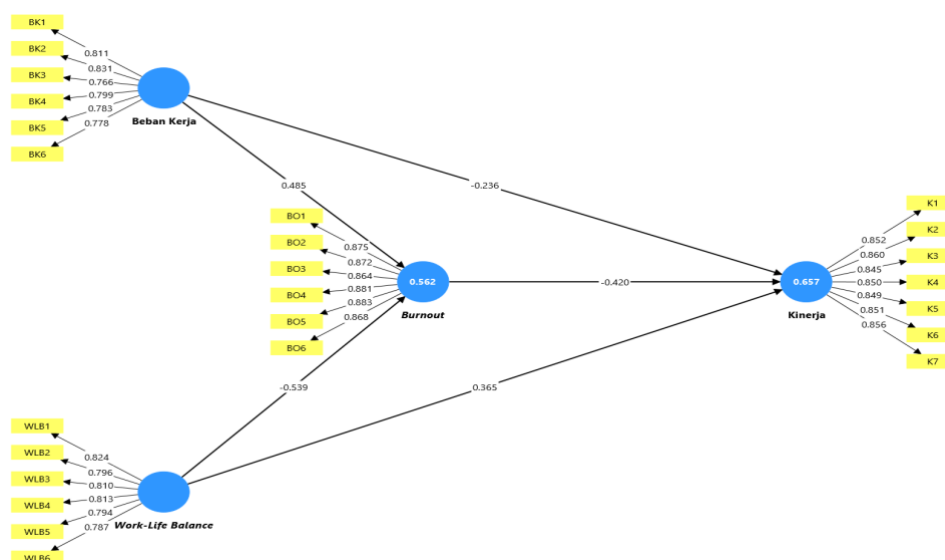 BK1
BK2
BK3
BK4
BK5
BK6
0.811
0.831
0.766
0.799
0.783
0.778
Beban Kerja
0.485
-0.236
BO1
BO2
BO3
BO4
BO5
BO6
0.875
0.872
0.864
0.881
0.883
0.868
0.562
Burnout
-0.420
0.657
Kinerja
0.852
0.860
0.845
0.850
0.849
0.851
0.856
K1
K2
K3
K4
K5
K6
K7
-0.539
0.365
WLB1
WLB2
WLB3
WLB4
WLB5
WLB6
0.824
0.796
0.810
0.813
0.794
0.787
Work-Life Balance